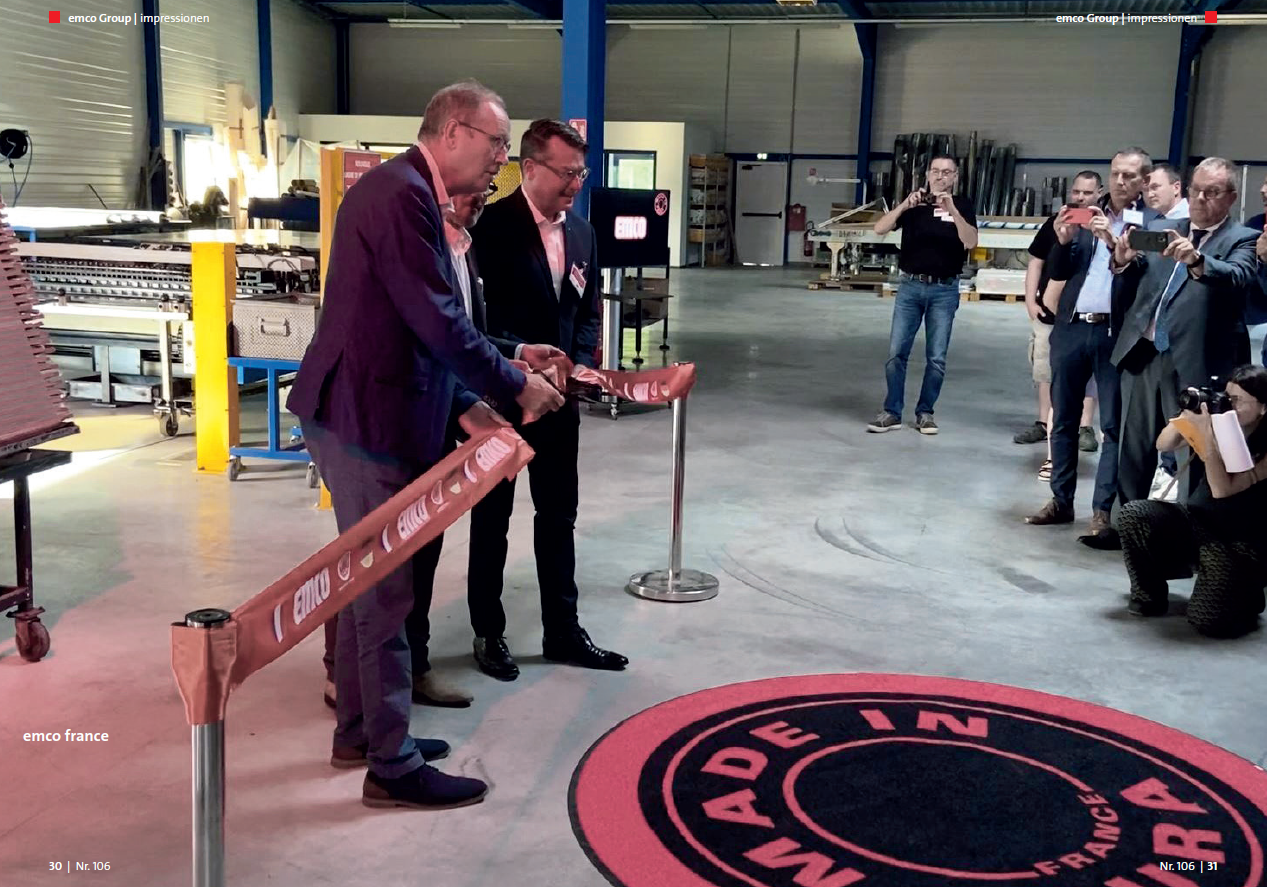 emco Group | impressionen
emco Group | impressionen
EMCO
EMCO
EMCO
EMCO
MADE IN
FRANCE
emco france
30 | Nr. 106
Nr. 106 | 31